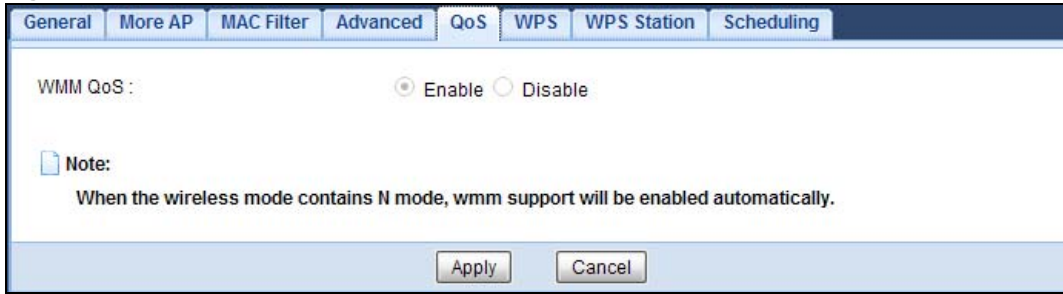 General More AP MAC Filter Advanced QoS WPS WPS Station Scheduling
WMM QoS : Enable Disable
Note:
When the wireless mode contains N mode, wmm support will be enabled automatically.
Apply Cancel